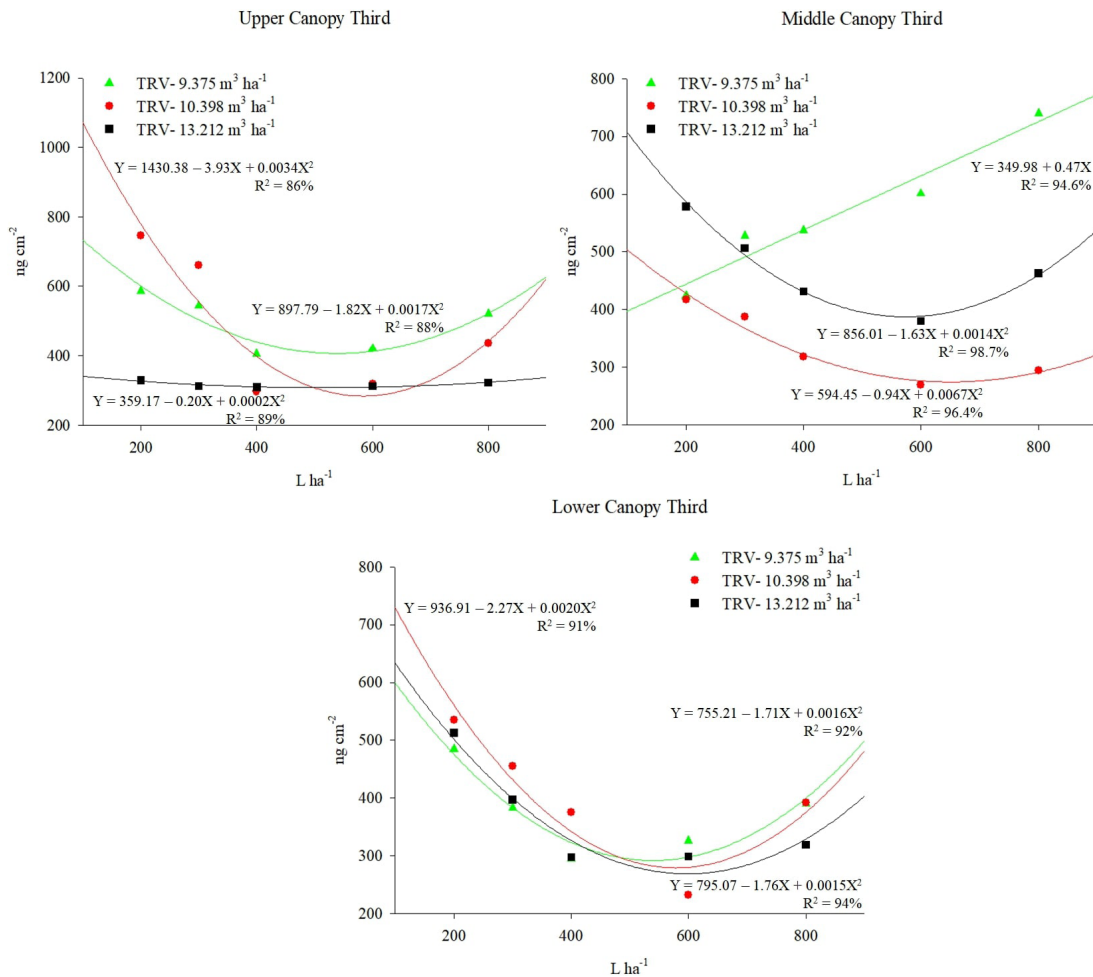 Upper Canopy Third
1200
1000
800
600
400
200
ng cm⁻²
TRV- 9.375 m³ ha⁻¹
TRV- 10.398 m³ ha⁻¹
TRV- 13.212 m³ ha⁻¹
Y = 1430.38 − 3.93X + 0.0034X²
R² = 86%
Y = 897.79 − 1.82X + 0.0017X²
R² = 88%
Y = 359.17 − 0.20X + 0.0002X²
R² = 89%
200 400 600 800
L ha⁻¹
Middle Canopy Third
800
700
600
500
400
300
200
ng cm⁻²
TRV- 9.375 m³ ha⁻¹
TRV- 10.398 m³ ha⁻¹
TRV- 13.212 m³ ha⁻¹
Y = 349.98 + 0.47X
R² = 94.6%
Y = 856.01 − 1.63X + 0.0014X²
R² = 98.7%
Y = 594.45 − 0.94X + 0.0067X²
R² = 96.4%
200 400 600 800
L ha⁻¹
Lower Canopy Third
TRV- 9.375 m³ ha⁻¹
TRV- 10.398 m³ ha⁻¹
TRV- 13.212 m³ ha⁻¹
800
700
600
500
400
300
200
ng cm⁻²
Y = 936.91 − 2.27X + 0.0020X²
R² = 91%
Y = 755.21 − 1.71X + 0.0016X²
R² = 92%
Y = 795.07 − 1.76X + 0.0015X²
R² = 94%
200 400 600 800
L ha⁻¹